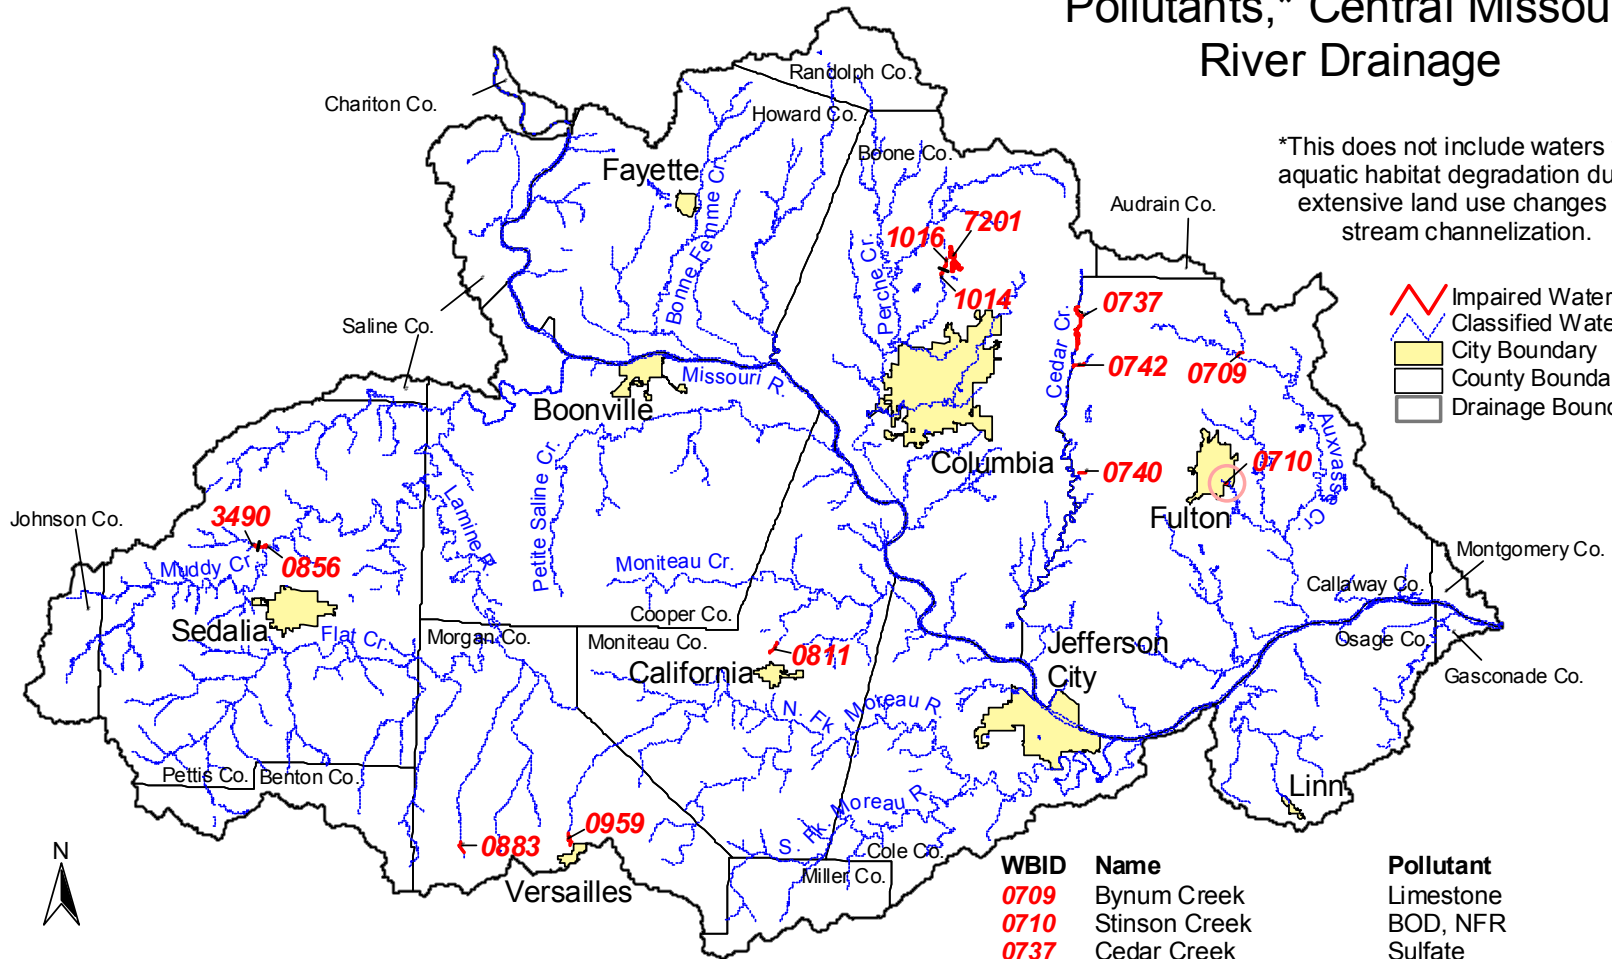 Pollutants,* Central Missou
River Drainage
*This does not include waters
aquatic habitat degradation du
extensive land use changes
stream channelization.
Impaired Water
Classified Wate
City Boundary
County Bounda
Drainage Bound
Randolph Co.
Chariton Co.
Howard Co.
Boone Co.
Fayette
Bonne Femme Cr.
Perche Cr.
Audrain Co.
1016
7201
1014
Saline Co.
0737
Cedar Cr.
0742
0709
Missouri R.
Boonville
Auxvasse Cr.
Columbia
0740
0710
Fulton
Petite Saline Cr.
Lamine R.
Johnson Co.
3490
0856
Muddy Cr.
Moniteau Cr.
Montgomery Co.
Callaway Co.
Cooper Co.
Sedalia
Flat Cr.
Morgan Co.
Moniteau Co.
Osage Co.
Jefferson
City
California
0811
Gasconade Co.
N. Fk. Moreau R.
Pettis Co.
Benton Co.
Linn
S. Fk. Moreau R.
0883
0959
Cole Co.
Miller Co.
Versailles
N
WBID Name Pollutant
0709 Bynum Creek Limestone
0710 Stinson Creek BOD, NFR
0737 Cedar Creek Sulfate